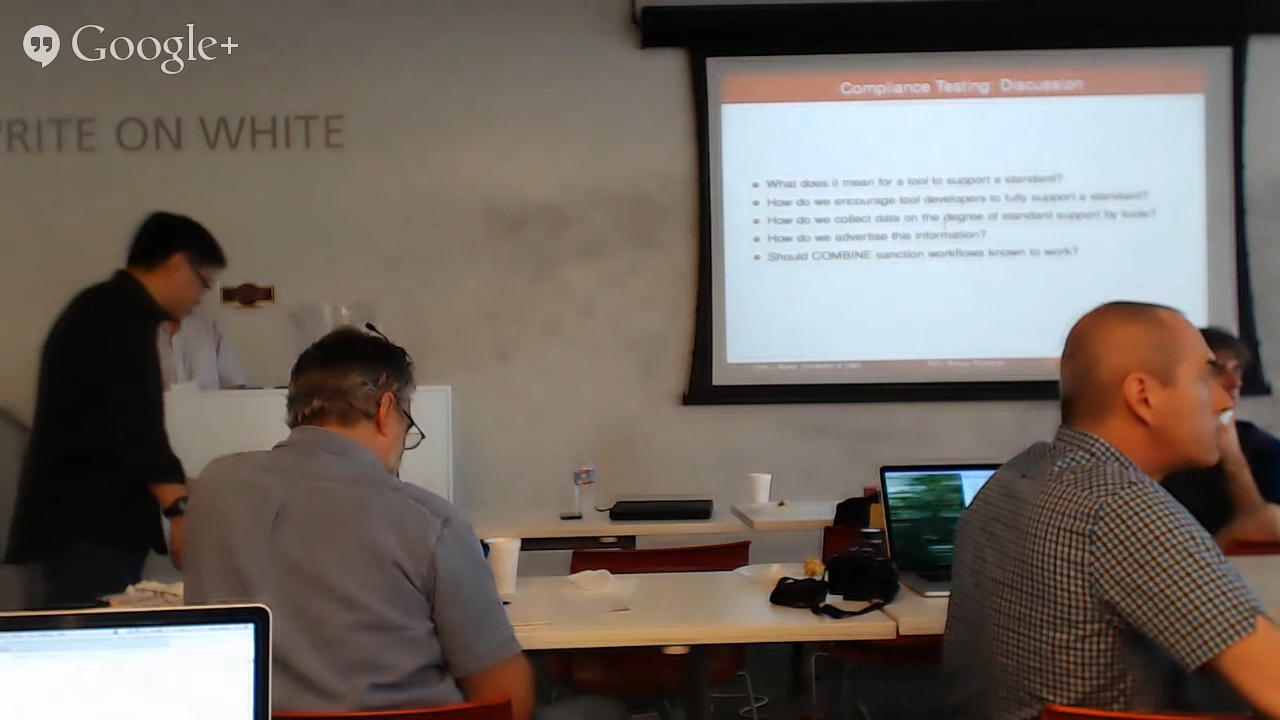 Google+
RITE ON WHITE
Compliance Testing: Discussion
What does it mean for a tool to support a standard?
How do we encourage tool developers to fully support a standard?
How do we collect data on the degree of standard support by tools?
How do we advertise this information?
Should COMBINE sanction workflows known to work?